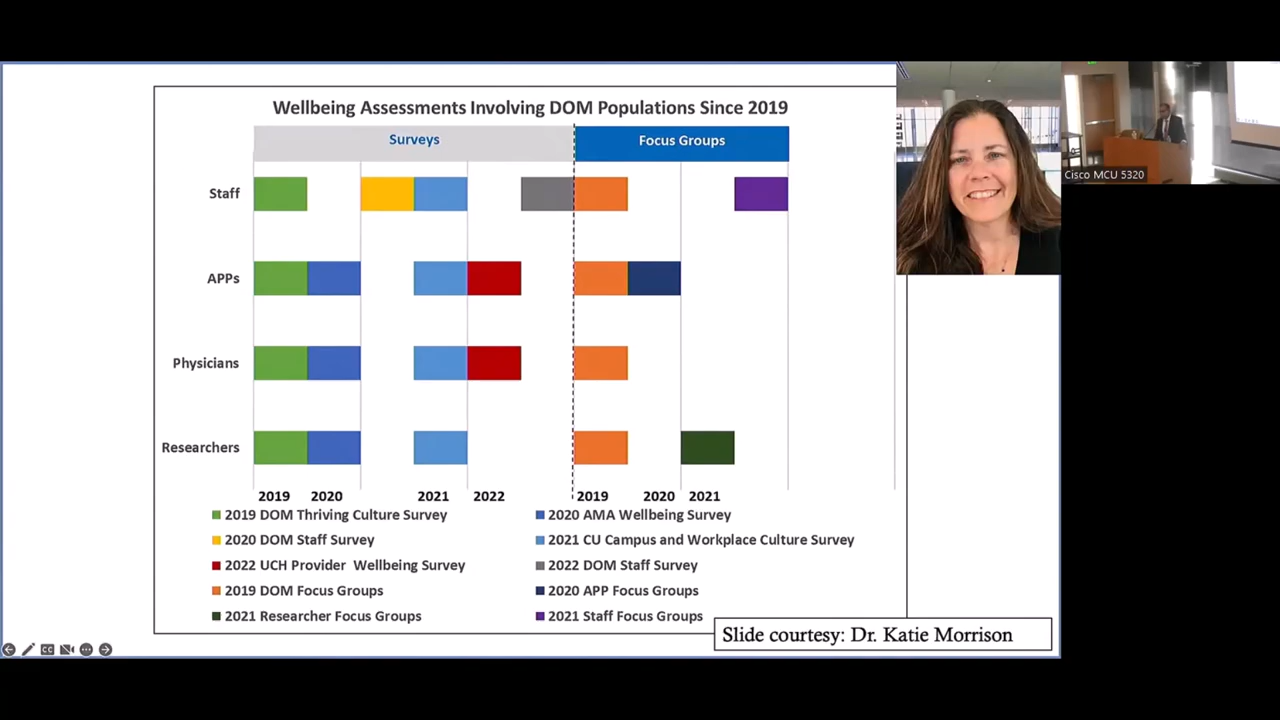 Wellbeing Assessments Involving DOM Populations Since 2019
Surveys
Focus Groups
Cisco MCU 5320
Staff
APPs
Physicians
Researchers
2019 2020 2021 2022 2019 2020 2021
2019 DOM Thriving Culture Survey
2020 AMA Wellbeing Survey
2020 DOM Staff Survey
2021 CU Campus and Workplace Culture Survey
2022 UCH Provider Wellbeing Survey
2022 DOM Staff Survey
2019 DOM Focus Groups
2020 APP Focus Groups
2021 Researcher Focus Groups
2021 Staff Focus Groups
Slide courtesy: Dr. Katie Morrison